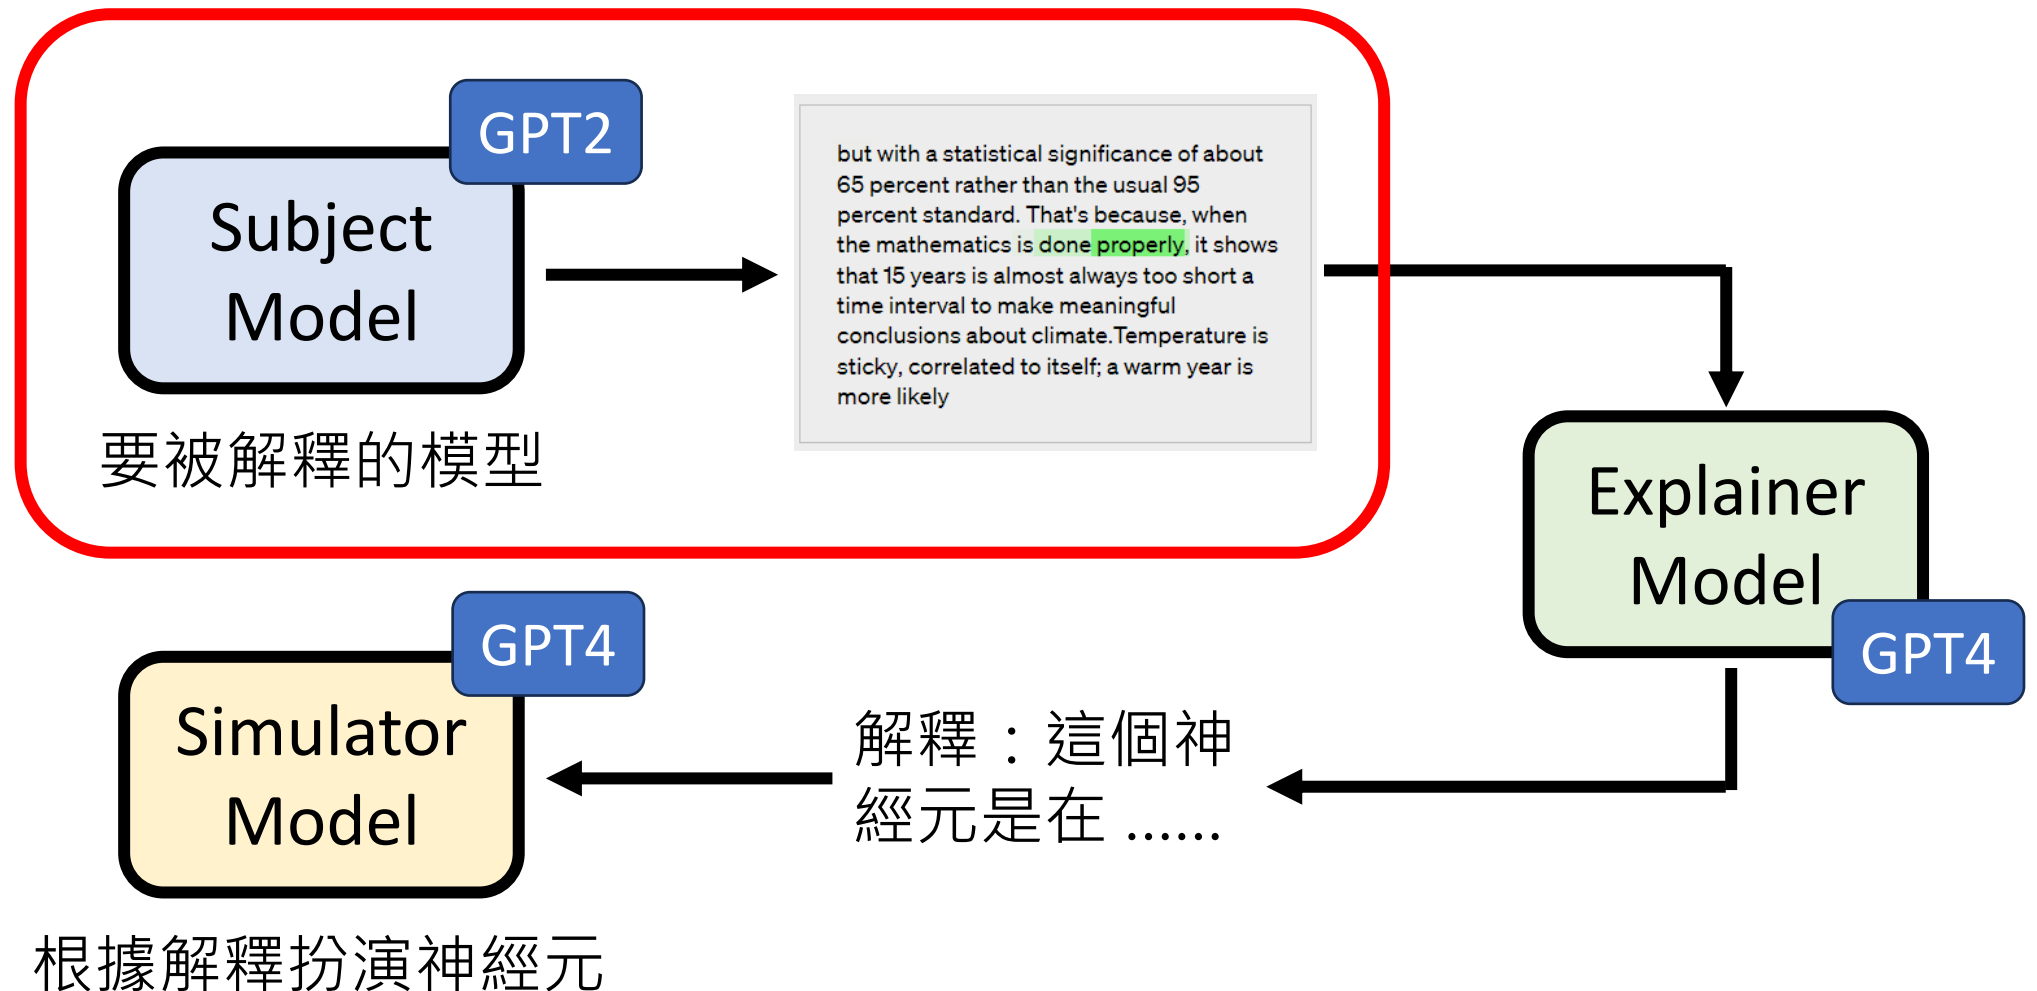 GPT2
Subject
Model
要被解釋的模型
but with a statistical significance of about
65 percent rather than the usual 95
percent standard. That's because, when
the mathematics is done properly, it shows
that 15 years is almost always too short a
time interval to make meaningful
conclusions about climate.Temperature is
sticky, correlated to itself; a warm year is
more likely
Explainer
Model
GPT4
解釋：這個神
經元是在 ......
GPT4
Simulator
Model
根據解釋扮演神經元